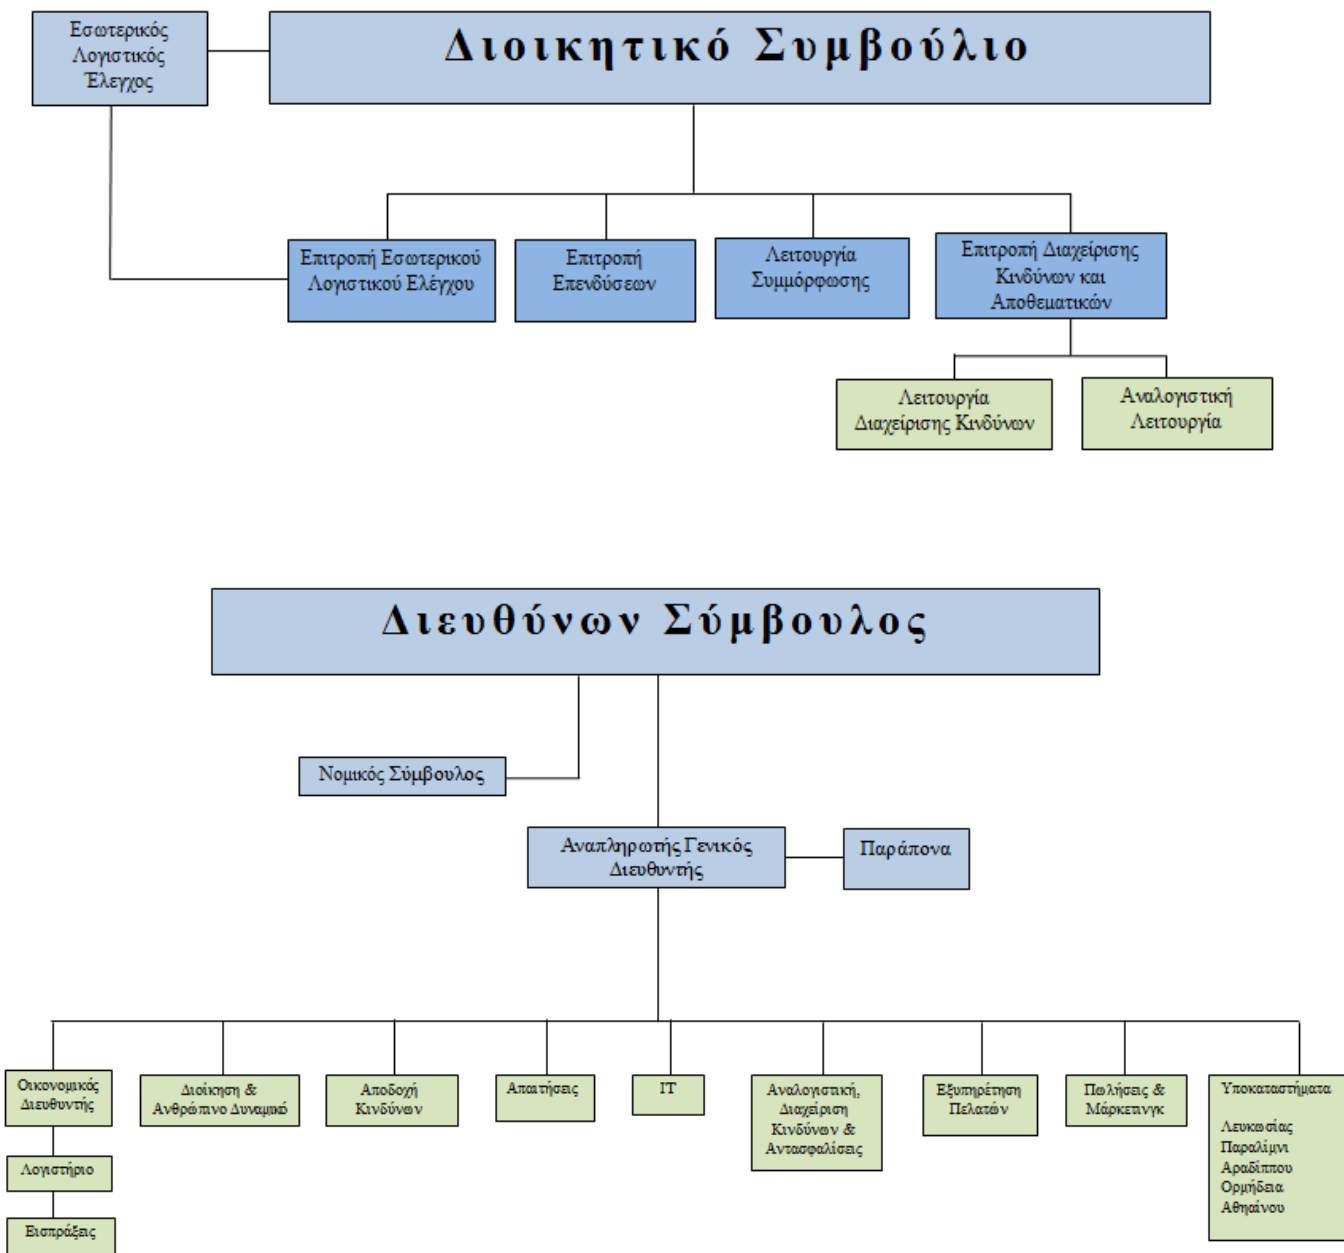 Εσωτερικός
Λογιστικός
Έλεγχος
Διοικητικό Συμβούλιο
Επιτροπή Εσωτερικού
Λογιστικού Ελέγχου
Επιτροπή
Επενδύσεων
Λειτουργία
Συμμόρφωσης
Επιτροπή Διαχείρισης
Κινδύνων και
Αποθεματικών
Λειτουργία
Διαχείρισης Κινδύνων
Αναλογιστική
Λειτουργία
Διευθύνων Σύμβουλος
Νομικός Σύμβουλος
Αναπληρωτής Γενικός
Διευθυντής
Παράπονα
Οικονομικός
Διευθυντής
Λογιστήριο
Εισπράξεις
Διοίκηση &
Ανθρώπινο Δυναμικό
Αποδοχή
Κινδύνων
Απαιτήσεις
IT
Αναλογιστική,
Διαχείριση
Κινδύνων &
Αντασφαλίσεις
Εξυπηρέτηση
Πελατών
Πωλήσεις &
Μάρκετινγκ
Υποκαταστήματα
Λευκωσίας
Παραλίμνι
Αραδίππου
Ορμήδεια
Αθηαίνου